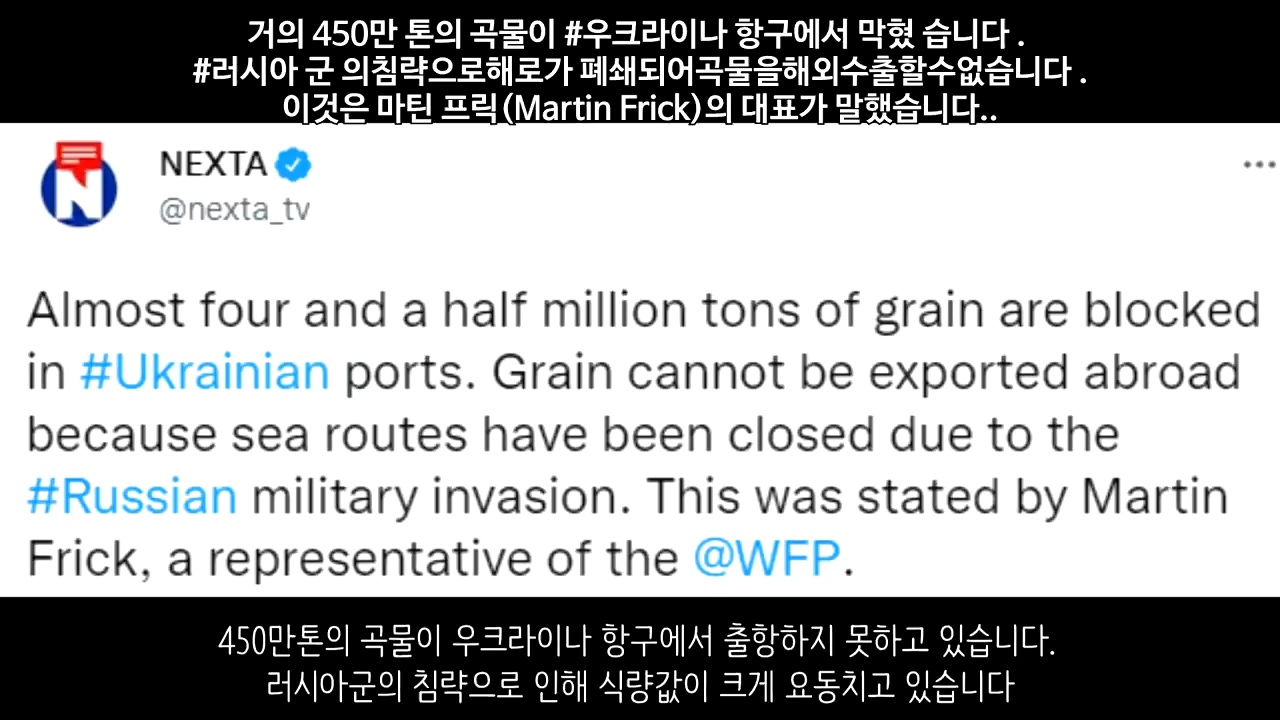 거의 450만 톤의 곡물이 #우크라이나 항구에서 막혔 습니다 .
#러시아 군 의침략으로해로가 폐쇄되어곡물을해외수출할수없습니다 .
이것은 마틴 프릭(Martin Frick)의 대표가 말했습니다..
NEXTA
@nexta_tv
Almost four and a half million tons of grain are blocked
in #Ukrainian ports. Grain cannot be exported abroad
because sea routes have been closed due to the
#Russian military invasion. This was stated by Martin
Frick, a representative of the @WFP.
450만톤의 곡물이 우크라이나 항구에서 출항하지 못하고 있습니다.
러시아군의 침략으로 인해 식량값이 크게 요동치고 있습니다